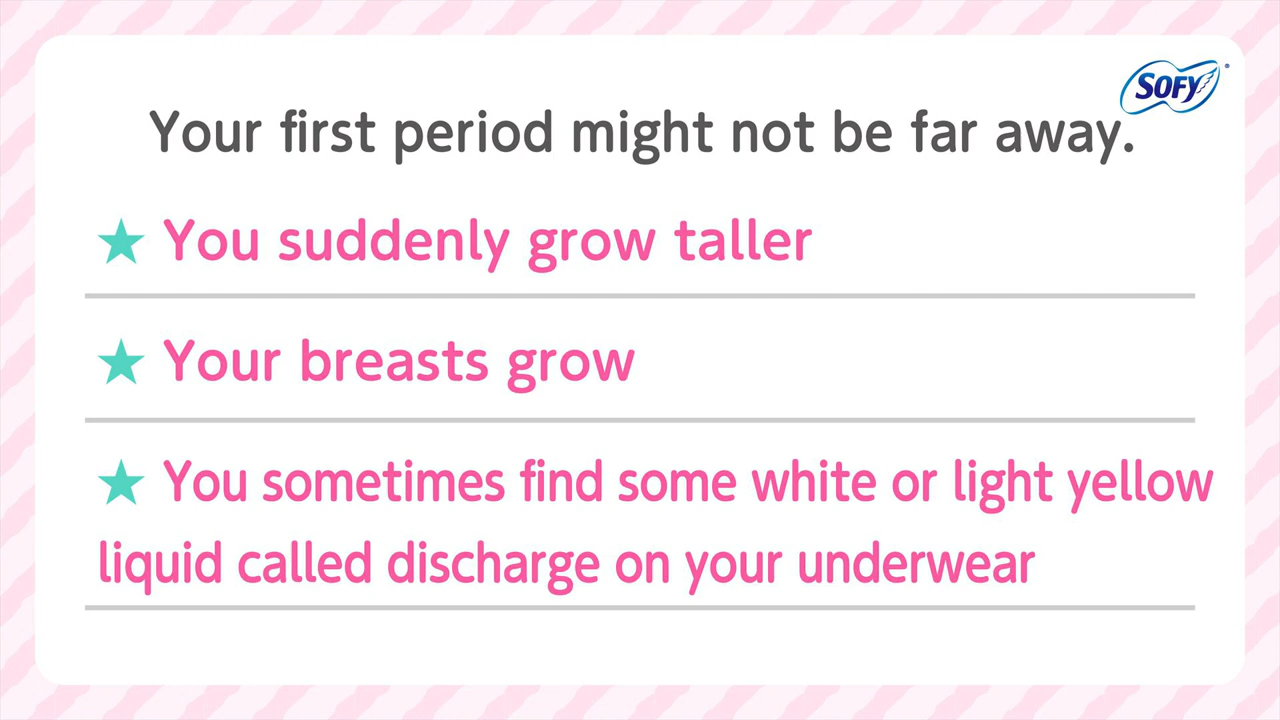 SOFY®
Your first period might not be far away.
★ You suddenly grow taller
★ Your breasts grow
★ You sometimes find some white or light yellow
liquid called discharge on your underwear